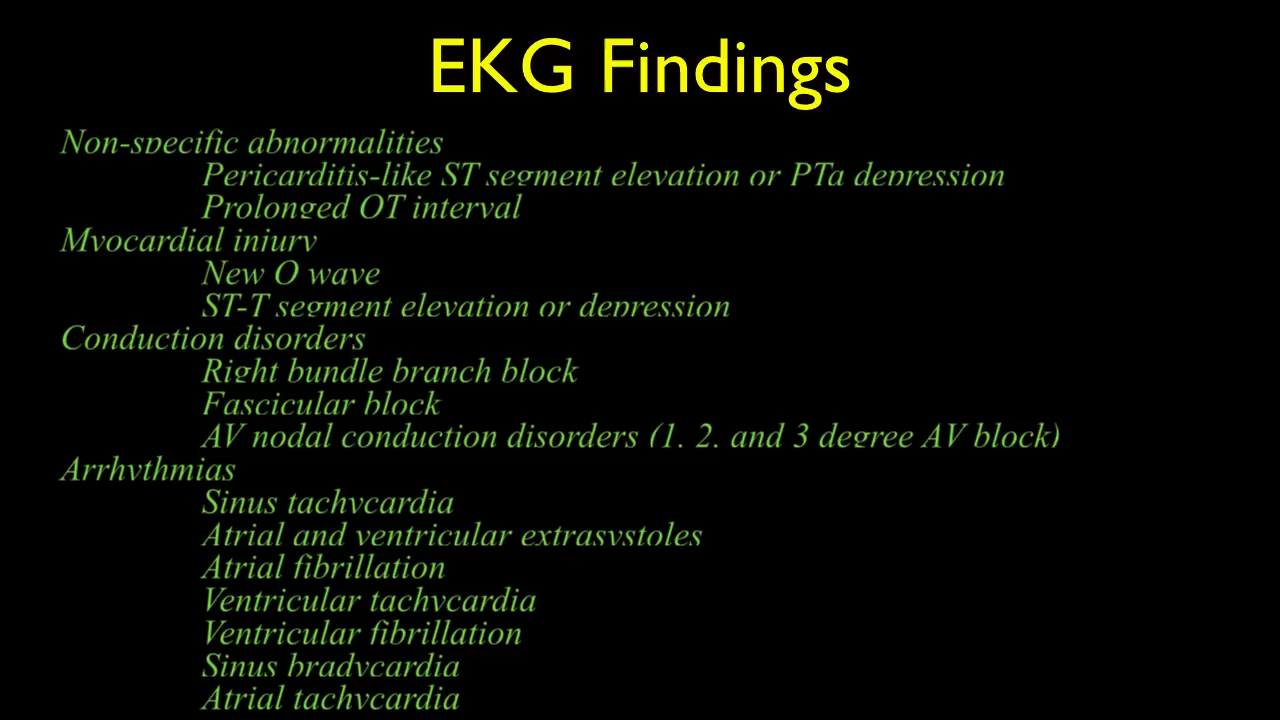 EKG Findings
Non-specific abnormalities
Pericarditis-like ST segment elevation or PTa depression
Prolonged QT interval
Myocardial injury
New Q wave
ST-T segment elevation or depression
Conduction disorders
Right bundle branch block
Fascicular block
AV nodal conduction disorders (1, 2, and 3 degree AV block)
Arrhythmias
Sinus tachycardia
Atrial and ventricular extrasystoles
Atrial fibrillation
Ventricular tachycardia
Ventricular fibrillation
Sinus bradycardia
Atrial tachycardia